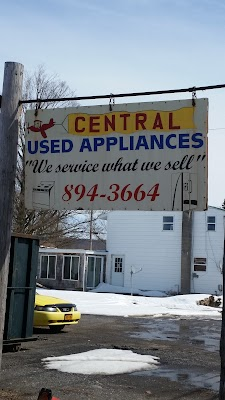 CENTRAL
USED APPLIANCES
"We service what we sell"
894-3664